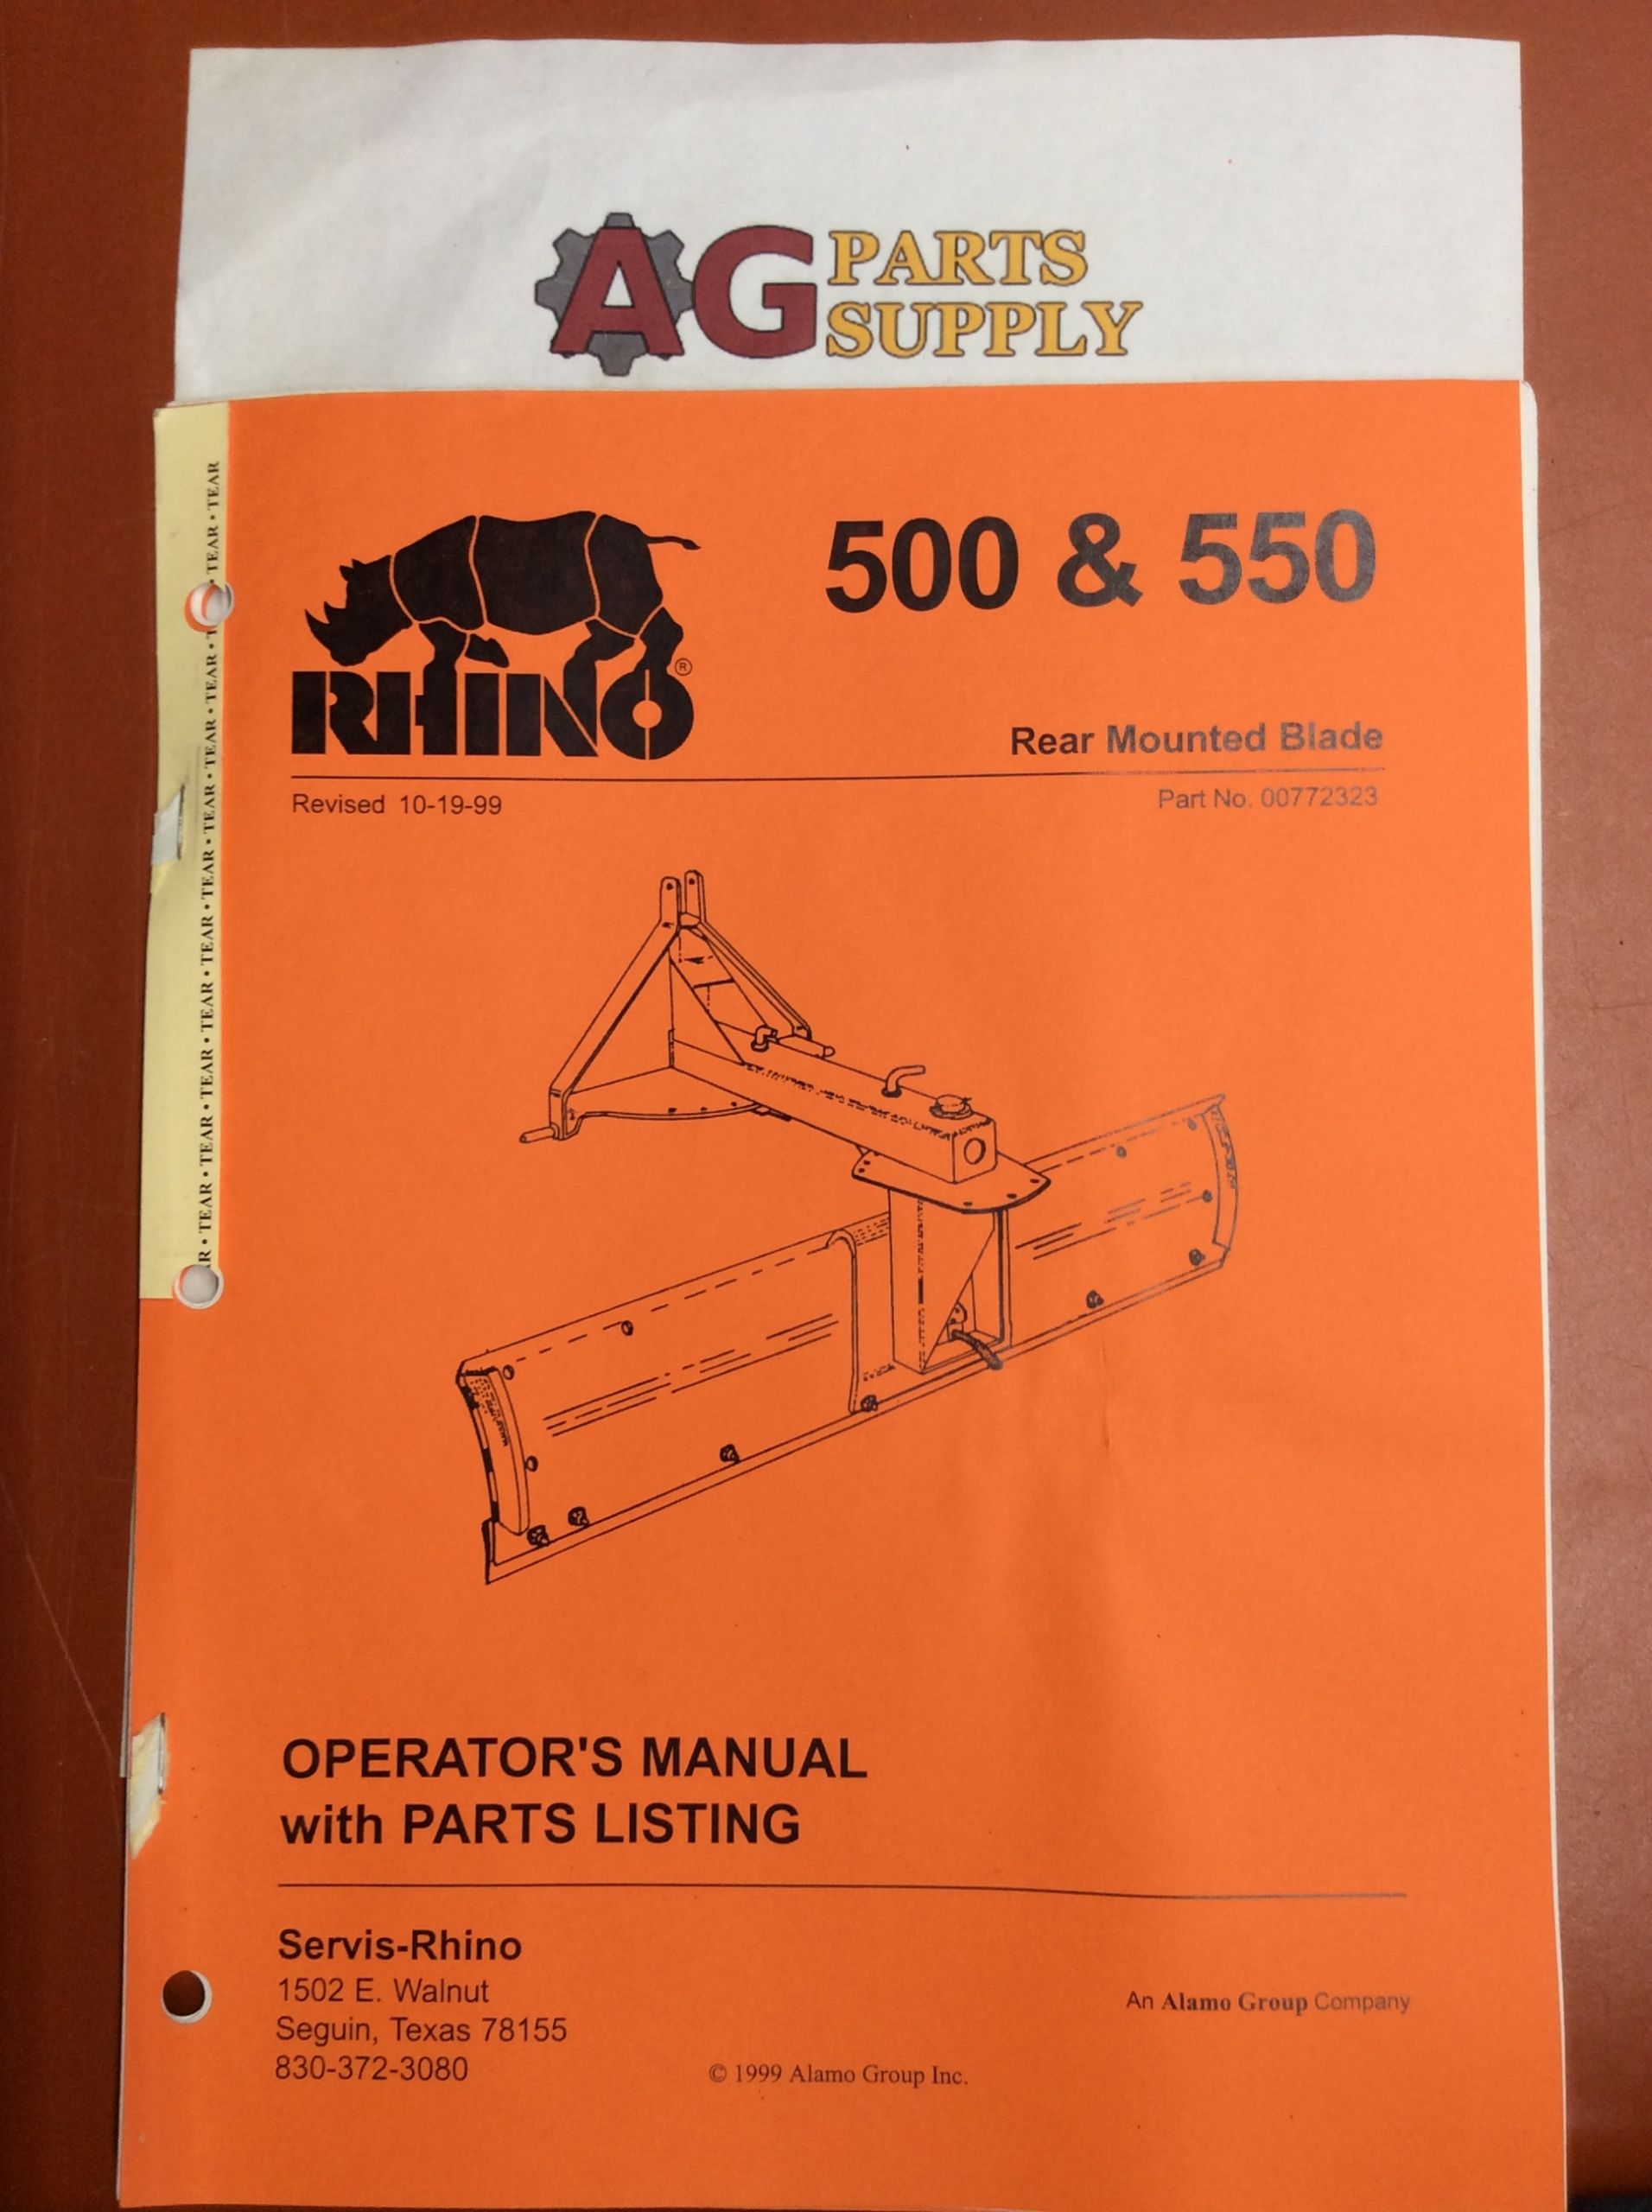 AG PARTS
SUPPLY
TEAR • TEAR • TEAR • TEAR • TEAR • TEAR • TEAR • TEAR • TEAR • TEAR • TEAR • TEAR
RHINO®
500 & 550
Rear Mounted Blade
Revised 10-19-99
Part No. 00772323
OPERATOR'S MANUAL
with PARTS LISTING
Servis-Rhino
1502 E. Walnut
Seguin, Texas 78155
830-372-3080
An Alamo Group Company
© 1999 Alamo Group Inc.